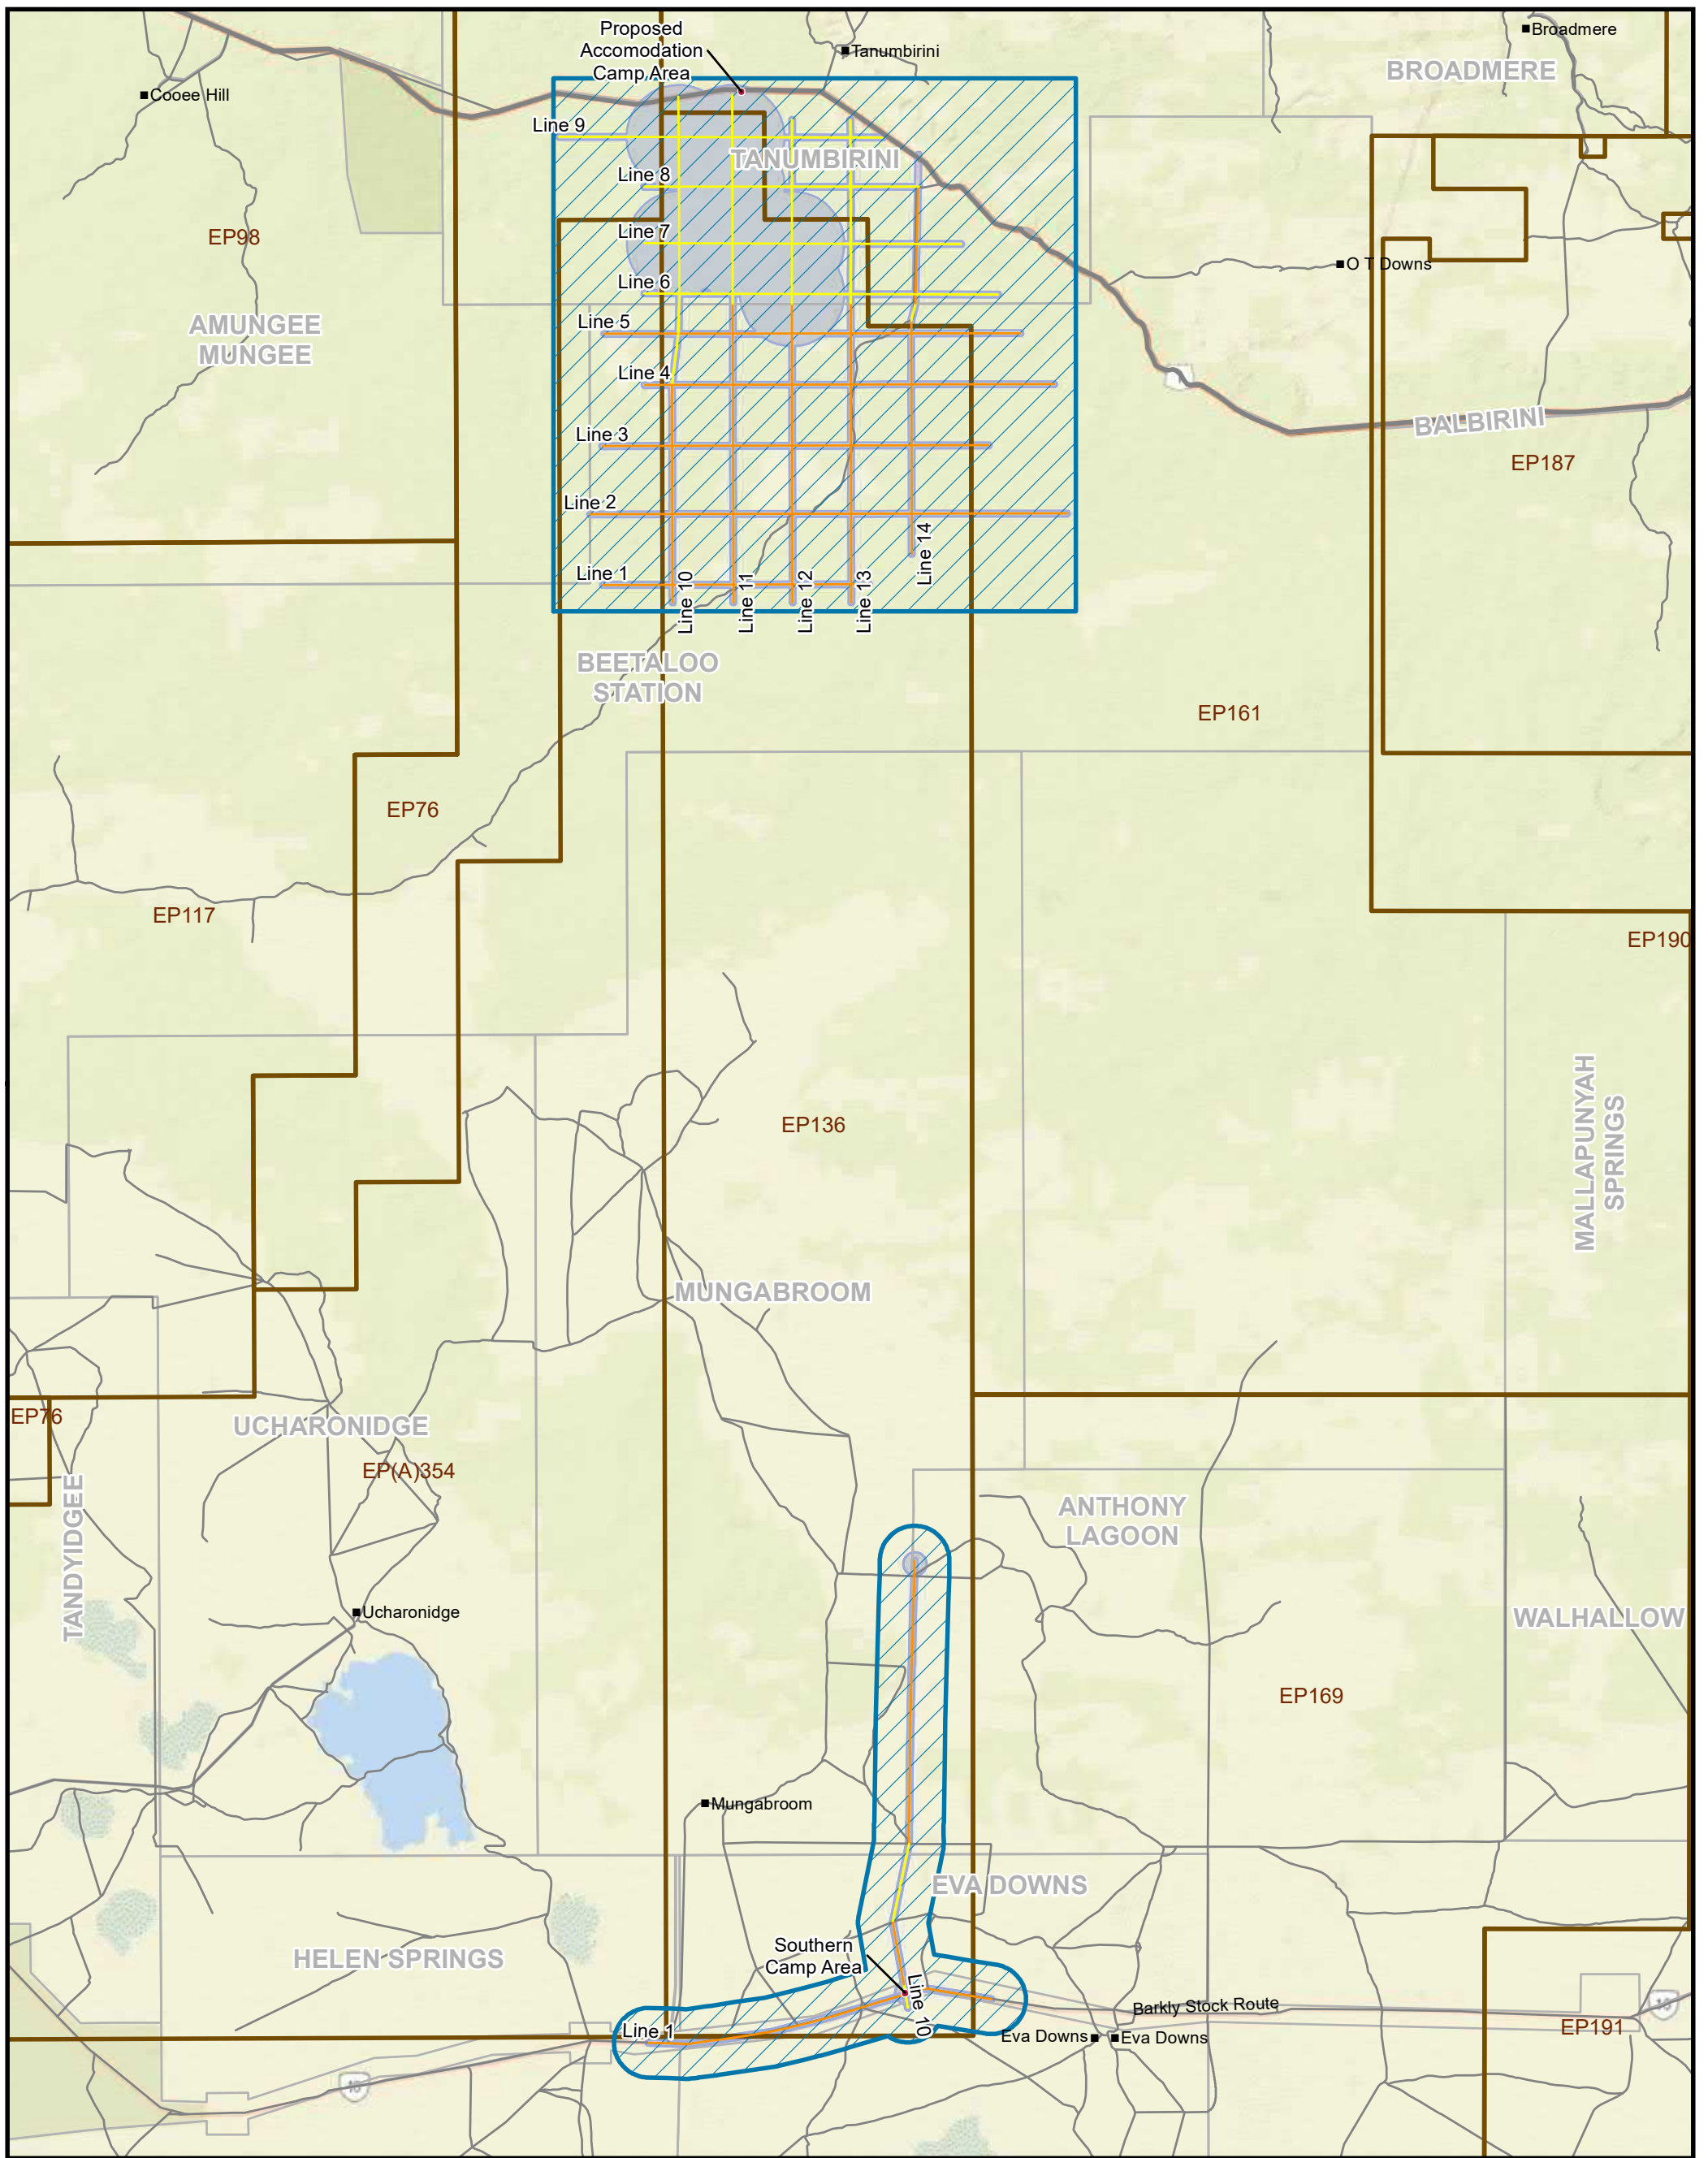 Proposed
Accomodation
Camp Area
Tanumbirini
Broadmere
BROADMERE
Cooee Hill
Line 9
TANUMBIRINI
Line 8
EP98
Line 7
O T Downs
Line 6
AMUNGEE
MUNGEE
Line 5
Line 4
1
BALBIRINI
Line 3
EP187
Line 2
Line 14
Line 1
Line 10
Line 11
Line 12
Line 13
BEETALOO
STATION
EP161
EP76
EP117
EP190
EP136
MALLAPUNYAH
SPRINGS
MUNGABROOM
EP76
UCHARONIDGE
EP(A)354
TANDYIDGEE
ANTHONY
LAGOON
Ucharonidge
WALHALLOW
EP169
Mungabroom
EVA DOWNS
Southern
Camp Area
HELEN SPRINGS
Line 10
Barkly Stock Route
16
Line 1
Eva Downs
Eva Downs
EP191
16